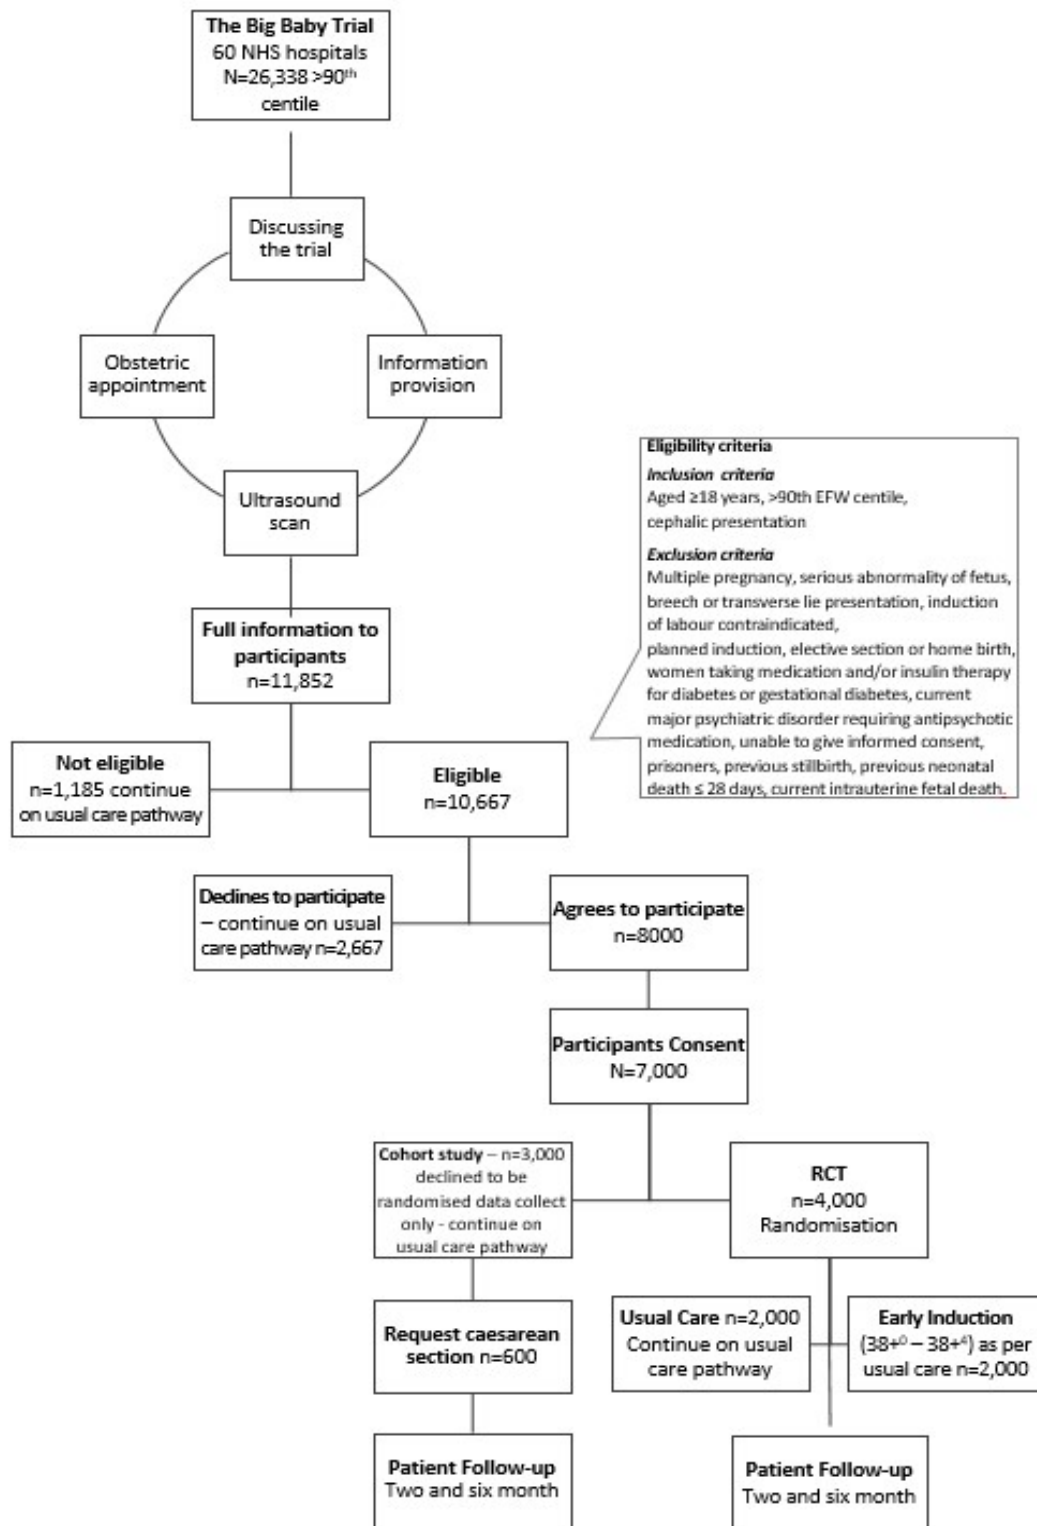 The Big Baby Trial
60 NHS hospitals
N=26,338 >90th
centile
Discussing
the trial
Obstetric
appointment
Information
provision
Ultrasound
scan
Eligibility criteria
Inclusion criteria
Aged ≥18 years, >90th EFW centile,
cephalic presentation
Exclusion criteria
Multiple pregnancy, serious abnormality of fetus,
breech or transverse lie presentation, induction
of labour contraindicated,
planned induction, elective section or home birth,
women taking medication and/or insulin therapy
for diabetes or gestational diabetes, current
major psychiatric disorder requiring antipsychotic
medication, unable to give informed consent,
prisoners, previous stillbirth, previous neonatal
death ≤ 28 days, current intrauterine fetal death.
Full information to
participants
n=11,852
Not eligible
n=1,185 continue
on usual care pathway
Eligible
n=10,667
Declines to participate
– continue on usual
care pathway n=2,667
Agrees to participate
n=8000
Participants Consent
N=7,000
Cohort study – n=3,000
declined to be
randomised data collect
only - continue on
usual care pathway
RCT
n=4,000
Randomisation
Request caesarean
section n=600
Usual Care n=2,000
Continue on usual
care pathway
Early Induction
(38+⁰ – 38+⁴) as per
usual care n=2,000
Patient Follow-up
Two and six month
Patient Follow-up
Two and six month